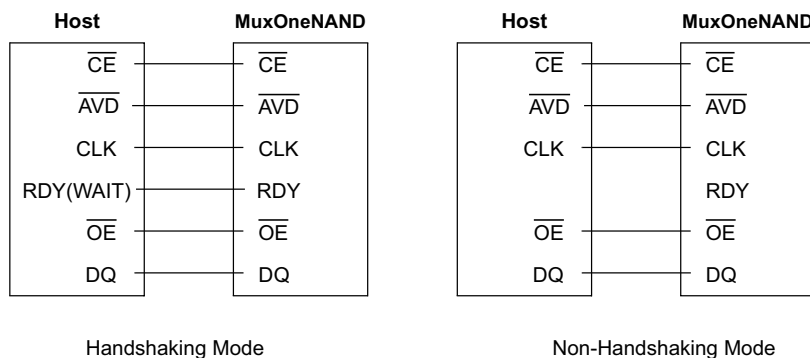 Host MuxOneNAND
CE CE
AVD AVD
CLK CLK
RDY(WAIT) RDY
OE OE
DQ DQ
Handshaking Mode
Host MuxOneNAND
CE CE
AVD AVD
CLK CLK
RDY
OE OE
DQ DQ
Non-Handshaking Mode